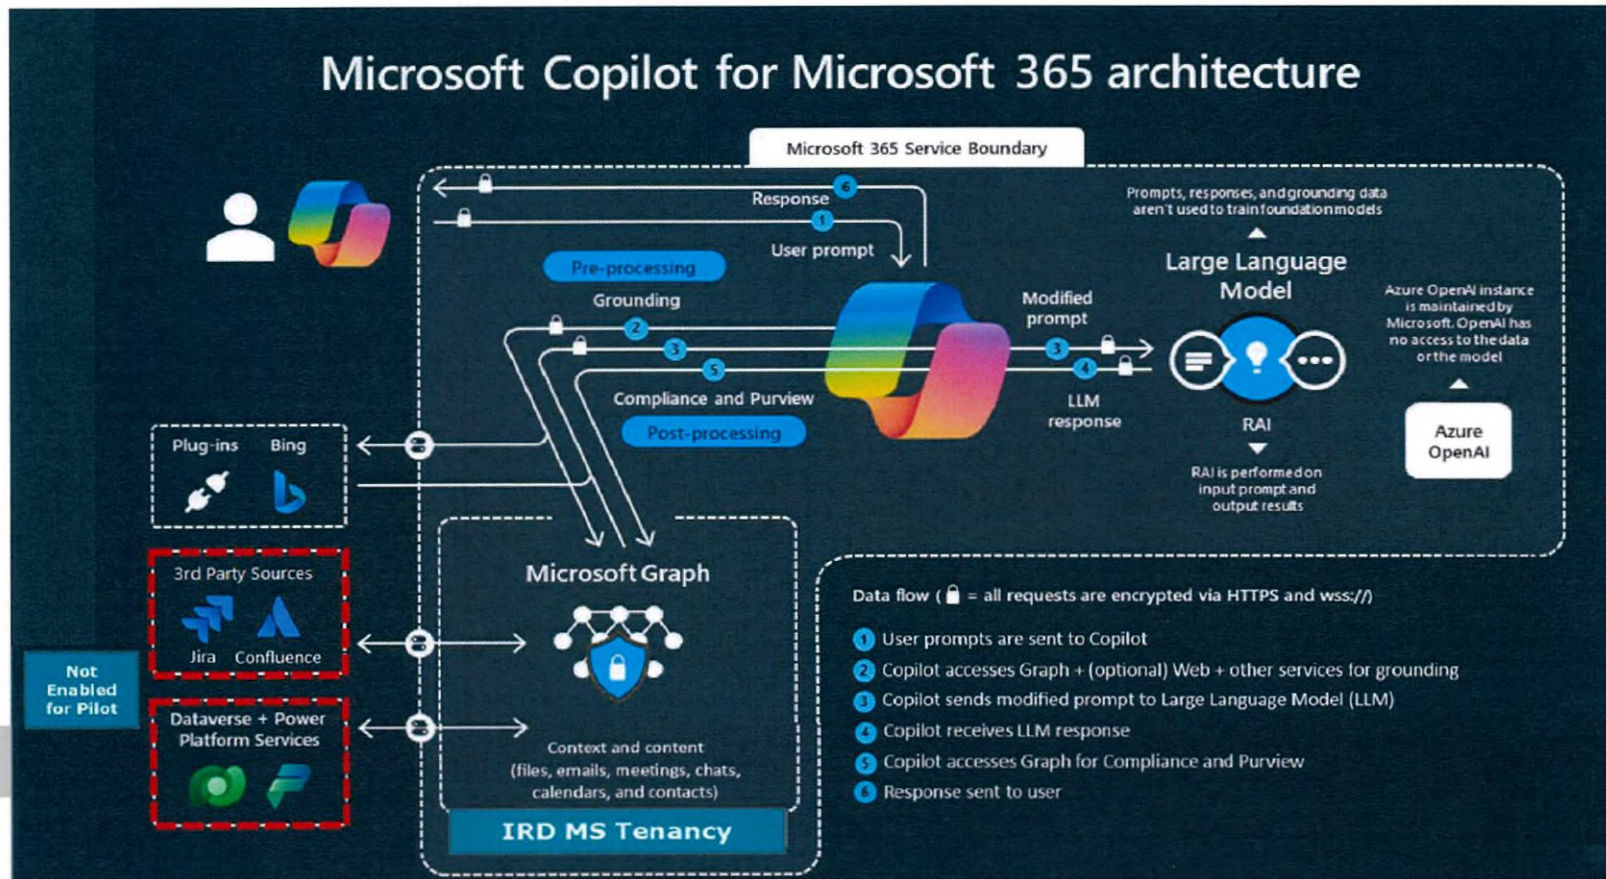 Microsoft Copilot for Microsoft 365 architecture
Microsoft 365 Service Boundary
6
Response
1
User prompt
Pre-processing
Grounding
2
3
5
Compliance and Purview
Post-processing
Modified
prompt
3
4
LLM
response
Prompts, responses, and grounding data
aren't used to train foundation models
Large Language
Model
RAI
RAI is performed on
input prompt and
output results
Azure OpenAI instance
is maintained by
Microsoft. OpenAI has
no access to the data
or the model
Azure
OpenAI
Plug-ins
Bing
3rd Party Sources
Jira
Confluence
Not
Enabled
for Pilot
Dataverse + Power
Platform Services
Microsoft Graph
Context and content
(files, emails, meetings, chats,
calendars, and contacts)
IRD MS Tenancy
Data flow ( = all requests are encrypted via HTTPS and wss://)
1 User prompts are sent to Copilot
2 Copilot accesses Graph + (optional) Web + other services for grounding
3 Copilot sends modified prompt to Large Language Model (LLM)
4 Copilot receives LLM response
5 Copilot accesses Graph for Compliance and Purview
6 Response sent to user